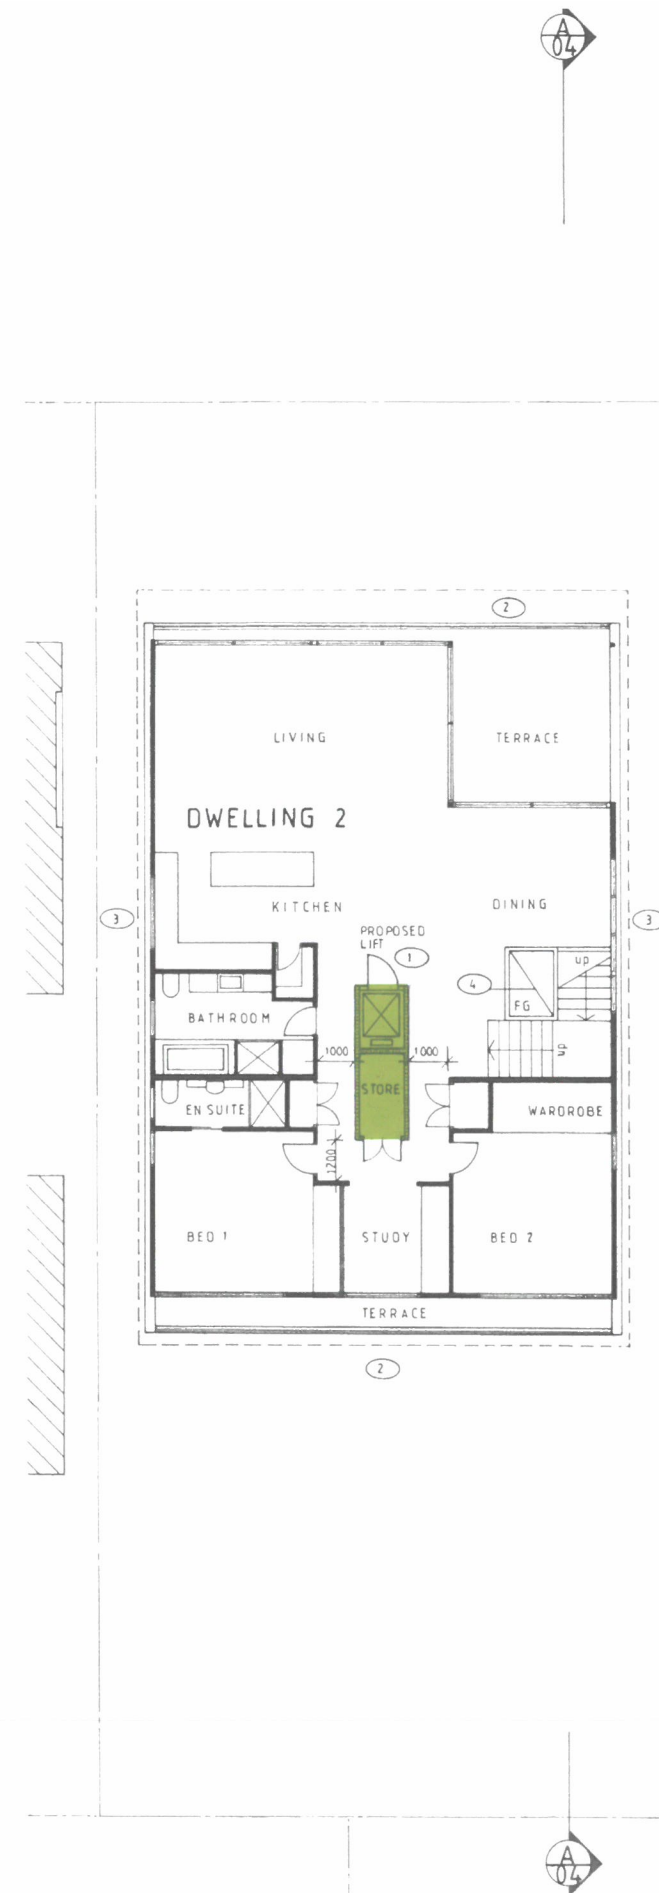 A
04
2
LIVING
TERRACE
DWELLING 2
KITCHEN
DINING
3
3
PROPOSED
LIFT
1
up
4
FG
BATHROOM
up
1000
1000
STORE
EN SUITE
WARDROBE
1200
BED 1
STUDY
BED 2
TERRACE
2
A
04